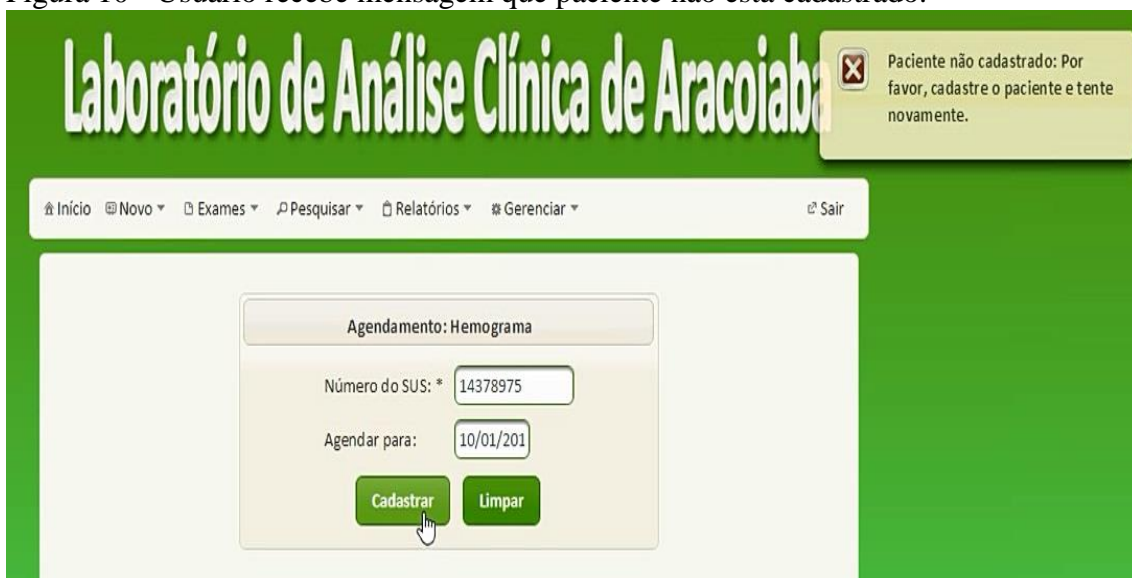 Figura 10 - Usuário recebe mensagem que paciente não está cadastrado.
Laboratório de Análise Clínica de Aracoiaba
Paciente não cadastrado: Por
favor, cadastre o paciente e tente
novamente.
Início Novo Exames Pesquisar Relatórios Gerenciar Sair
Agendamento: Hemograma
Número do SUS: * 14378975
Agendar para: 10/01/201
Cadastrar Limpar